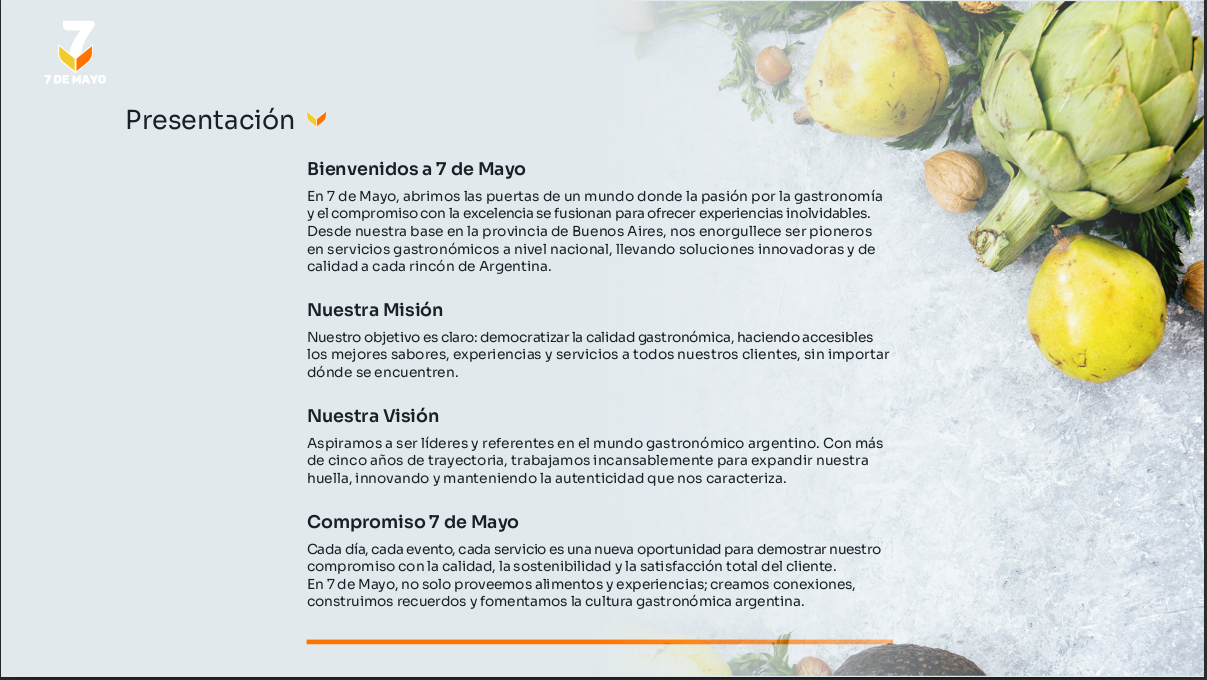 7
7 DE MAYO
Presentación
Bienvenidos a 7 de Mayo
En 7 de Mayo, abrimos las puertas de un mundo donde la pasión por la gastronomía
y el compromiso con la excelencia se fusionan para ofrecer experiencias inolvidables.
Desde nuestra base en la provincia de Buenos Aires, nos enorgullece ser pioneros
en servicios gastronómicos a nivel nacional, llevando soluciones innovadoras y de
calidad a cada rincón de Argentina.
Nuestra Misión
Nuestro objetivo es claro: democratizar la calidad gastronómica, haciendo accesibles
los mejores sabores, experiencias y servicios a todos nuestros clientes, sin importar
dónde se encuentren.
Nuestra Visión
Aspiramos a ser líderes y referentes en el mundo gastronómico argentino. Con más
de cinco años de trayectoria, trabajamos incansablemente para expandir nuestra
huella, innovando y manteniendo la autenticidad que nos caracteriza.
Compromiso 7 de Mayo
Cada día, cada evento, cada servicio es una nueva oportunidad para demostrar nuestro
compromiso con la calidad, la sostenibilidad y la satisfacción total del cliente.
En 7 de Mayo, no solo proveemos alimentos y experiencias; creamos conexiones,
construimos recuerdos y fomentamos la cultura gastronómica argentina.